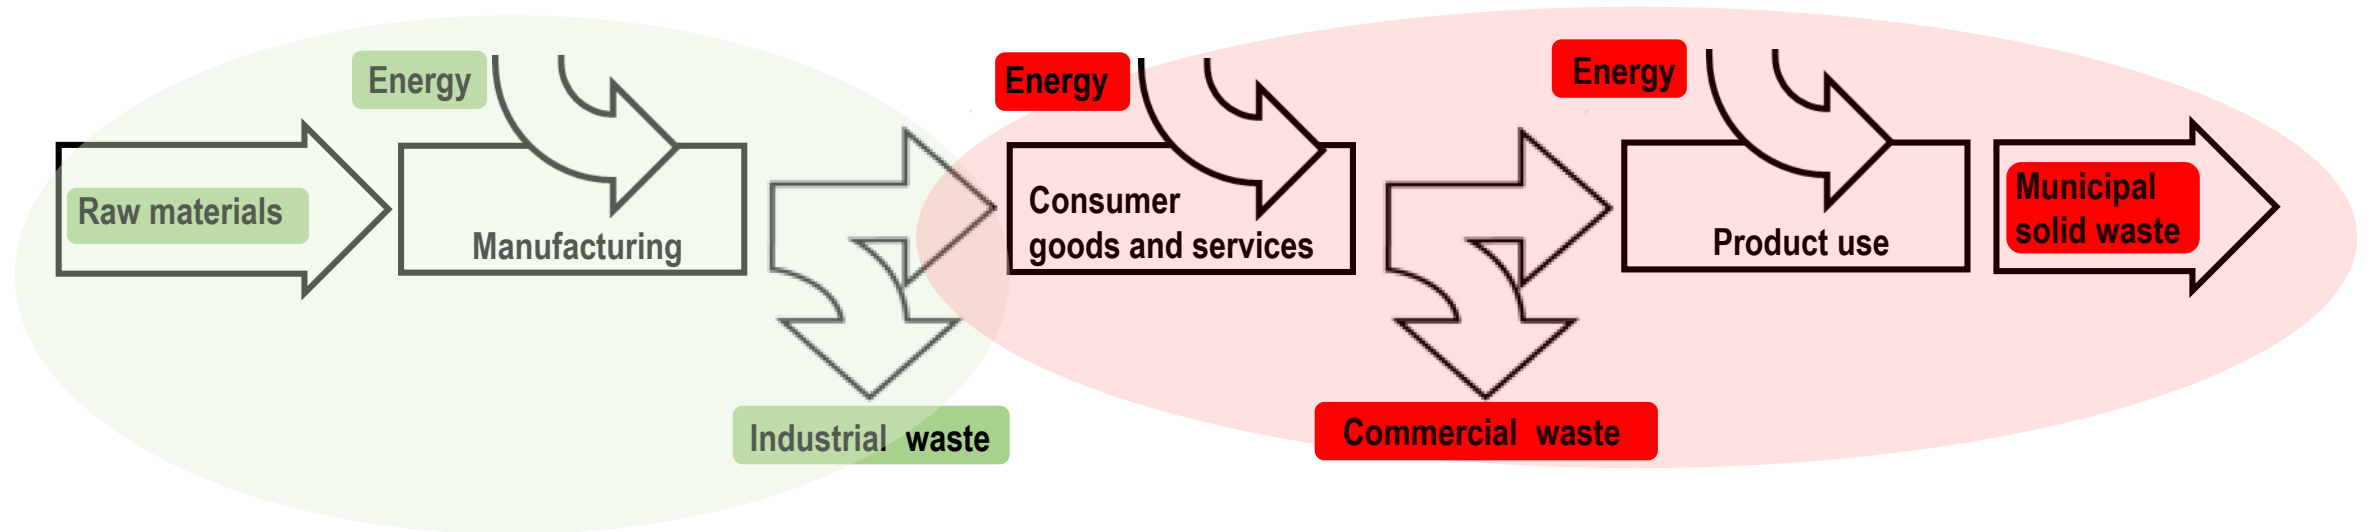 Energy
Energy
Energy
Raw materials
Manufacturing
Consumer
goods and services
Product use
Municipal
solid waste
Industrial waste
Commercial waste